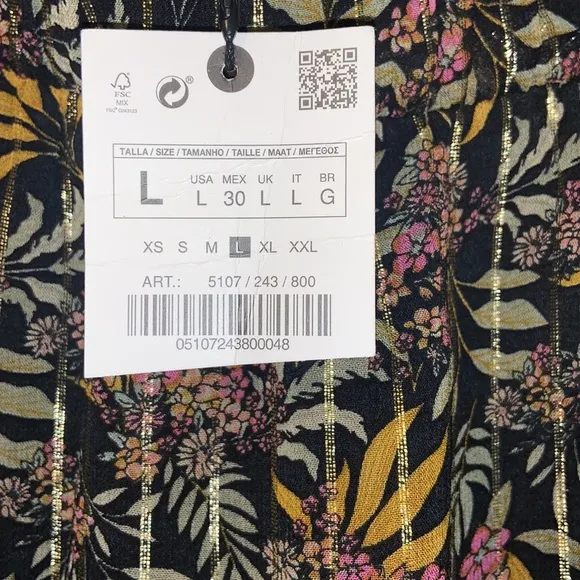 FSC
MIX
®
TALLA / SIZE / TAMANHO / TAILLE / MAAT / ΜΕΓΕΘΟΣ
L
USA MEX UK IT BR
L 30 L L G
XS S M L XL XXL
ART.: 5107 / 243 / 800
05107243800048